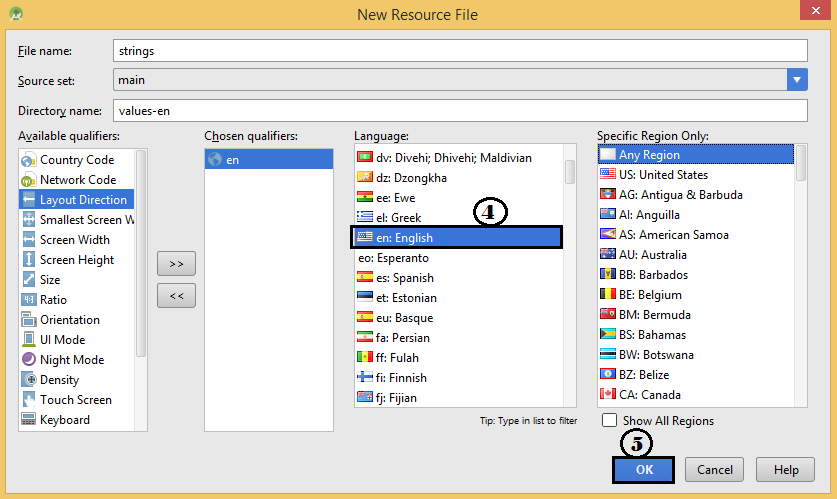 New Resource File
File name: strings
Source set: main
Directory name: values-en
Available qualifiers:
Country Code
Network Code
Layout Direction
Smallest Screen W
Screen Width
Screen Height
Size
Ratio
Orientation
UI Mode
Night Mode
Density
Touch Screen
Keyboard
>>
<<
Chosen qualifiers:
en
Language:
dv: Divehi; Dhivehi; Maldivian
dz: Dzongkha
ee: Ewe
el: Greek
4
en: English
eo: Esperanto
es: Spanish
et: Estonian
eu: Basque
fa: Persian
ff: Fulah
fi: Finnish
fj: Fijian
Tip: Type in list to filter
Specific Region Only:
Any Region
US: United States
AG: Antigua & Barbuda
AI: Anguilla
AS: American Samoa
AU: Australia
BB: Barbados
BE: Belgium
BM: Bermuda
BS: Bahamas
BW: Botswana
BZ: Belize
CA: Canada
Show All Regions
5
OK Cancel Help